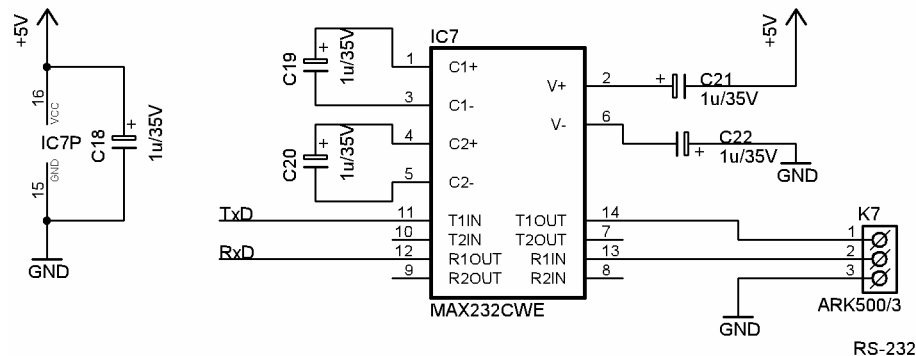 +5V
16
VCC
IC7P
GND
15
C18
+
1u/35V
GND
C19
+
1u/35V
C20
+
1u/35V
IC7
1 C1+
3 C1-
4 C2+
5 C2-
TxD 11 T1IN
10 T2IN
RxD 12 R1OUT
9 R2OUT
V+ 2
V- 6
T1OUT 14
T2OUT 7
R1IN 13
R2IN 8
MAX232CWE
+ C21
1u/35V
+5V
C22
+ 1u/35V
GND
K7
1
2
3
ARK500/3
GND
RS-232